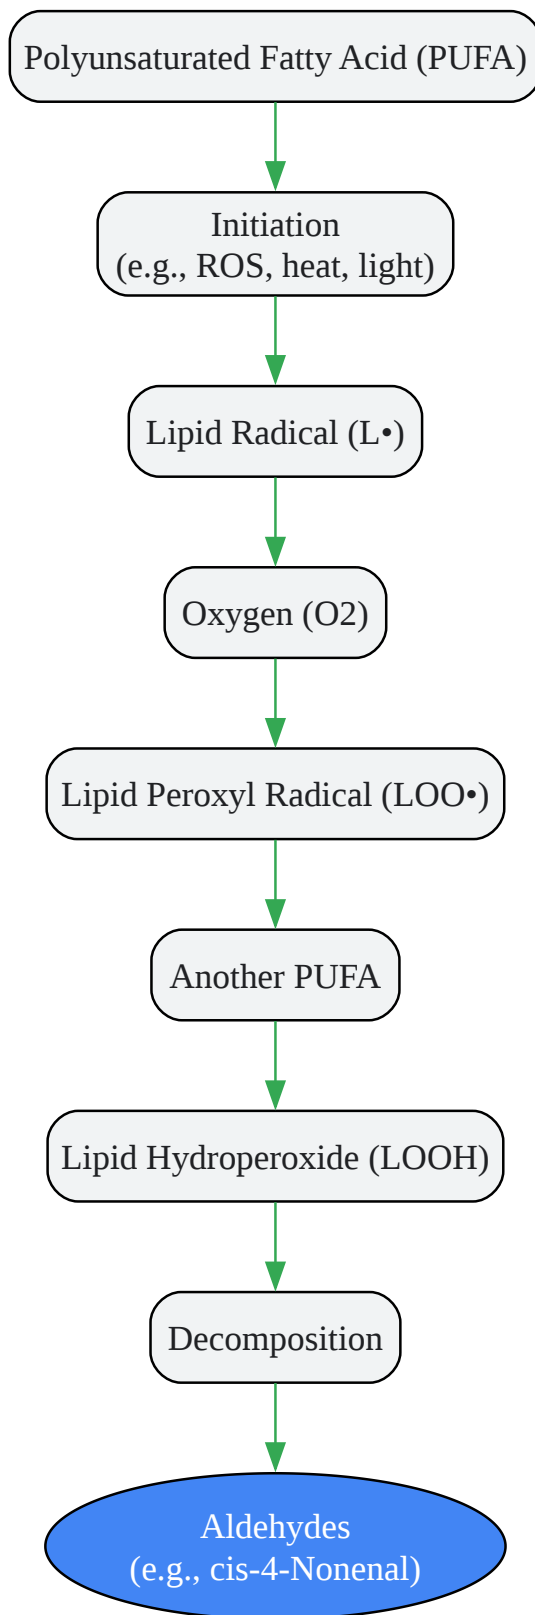 Polyunsaturated Fatty Acid (PUFA)
Initiation
(e.g., ROS, heat, light)
Lipid Radical (L•)
Oxygen (O2)
Lipid Peroxyl Radical (LOO•)
Another PUFA
Lipid Hydroperoxide (LOOH)
Decomposition
Aldehydes
(e.g., cis-4-Nonenal)